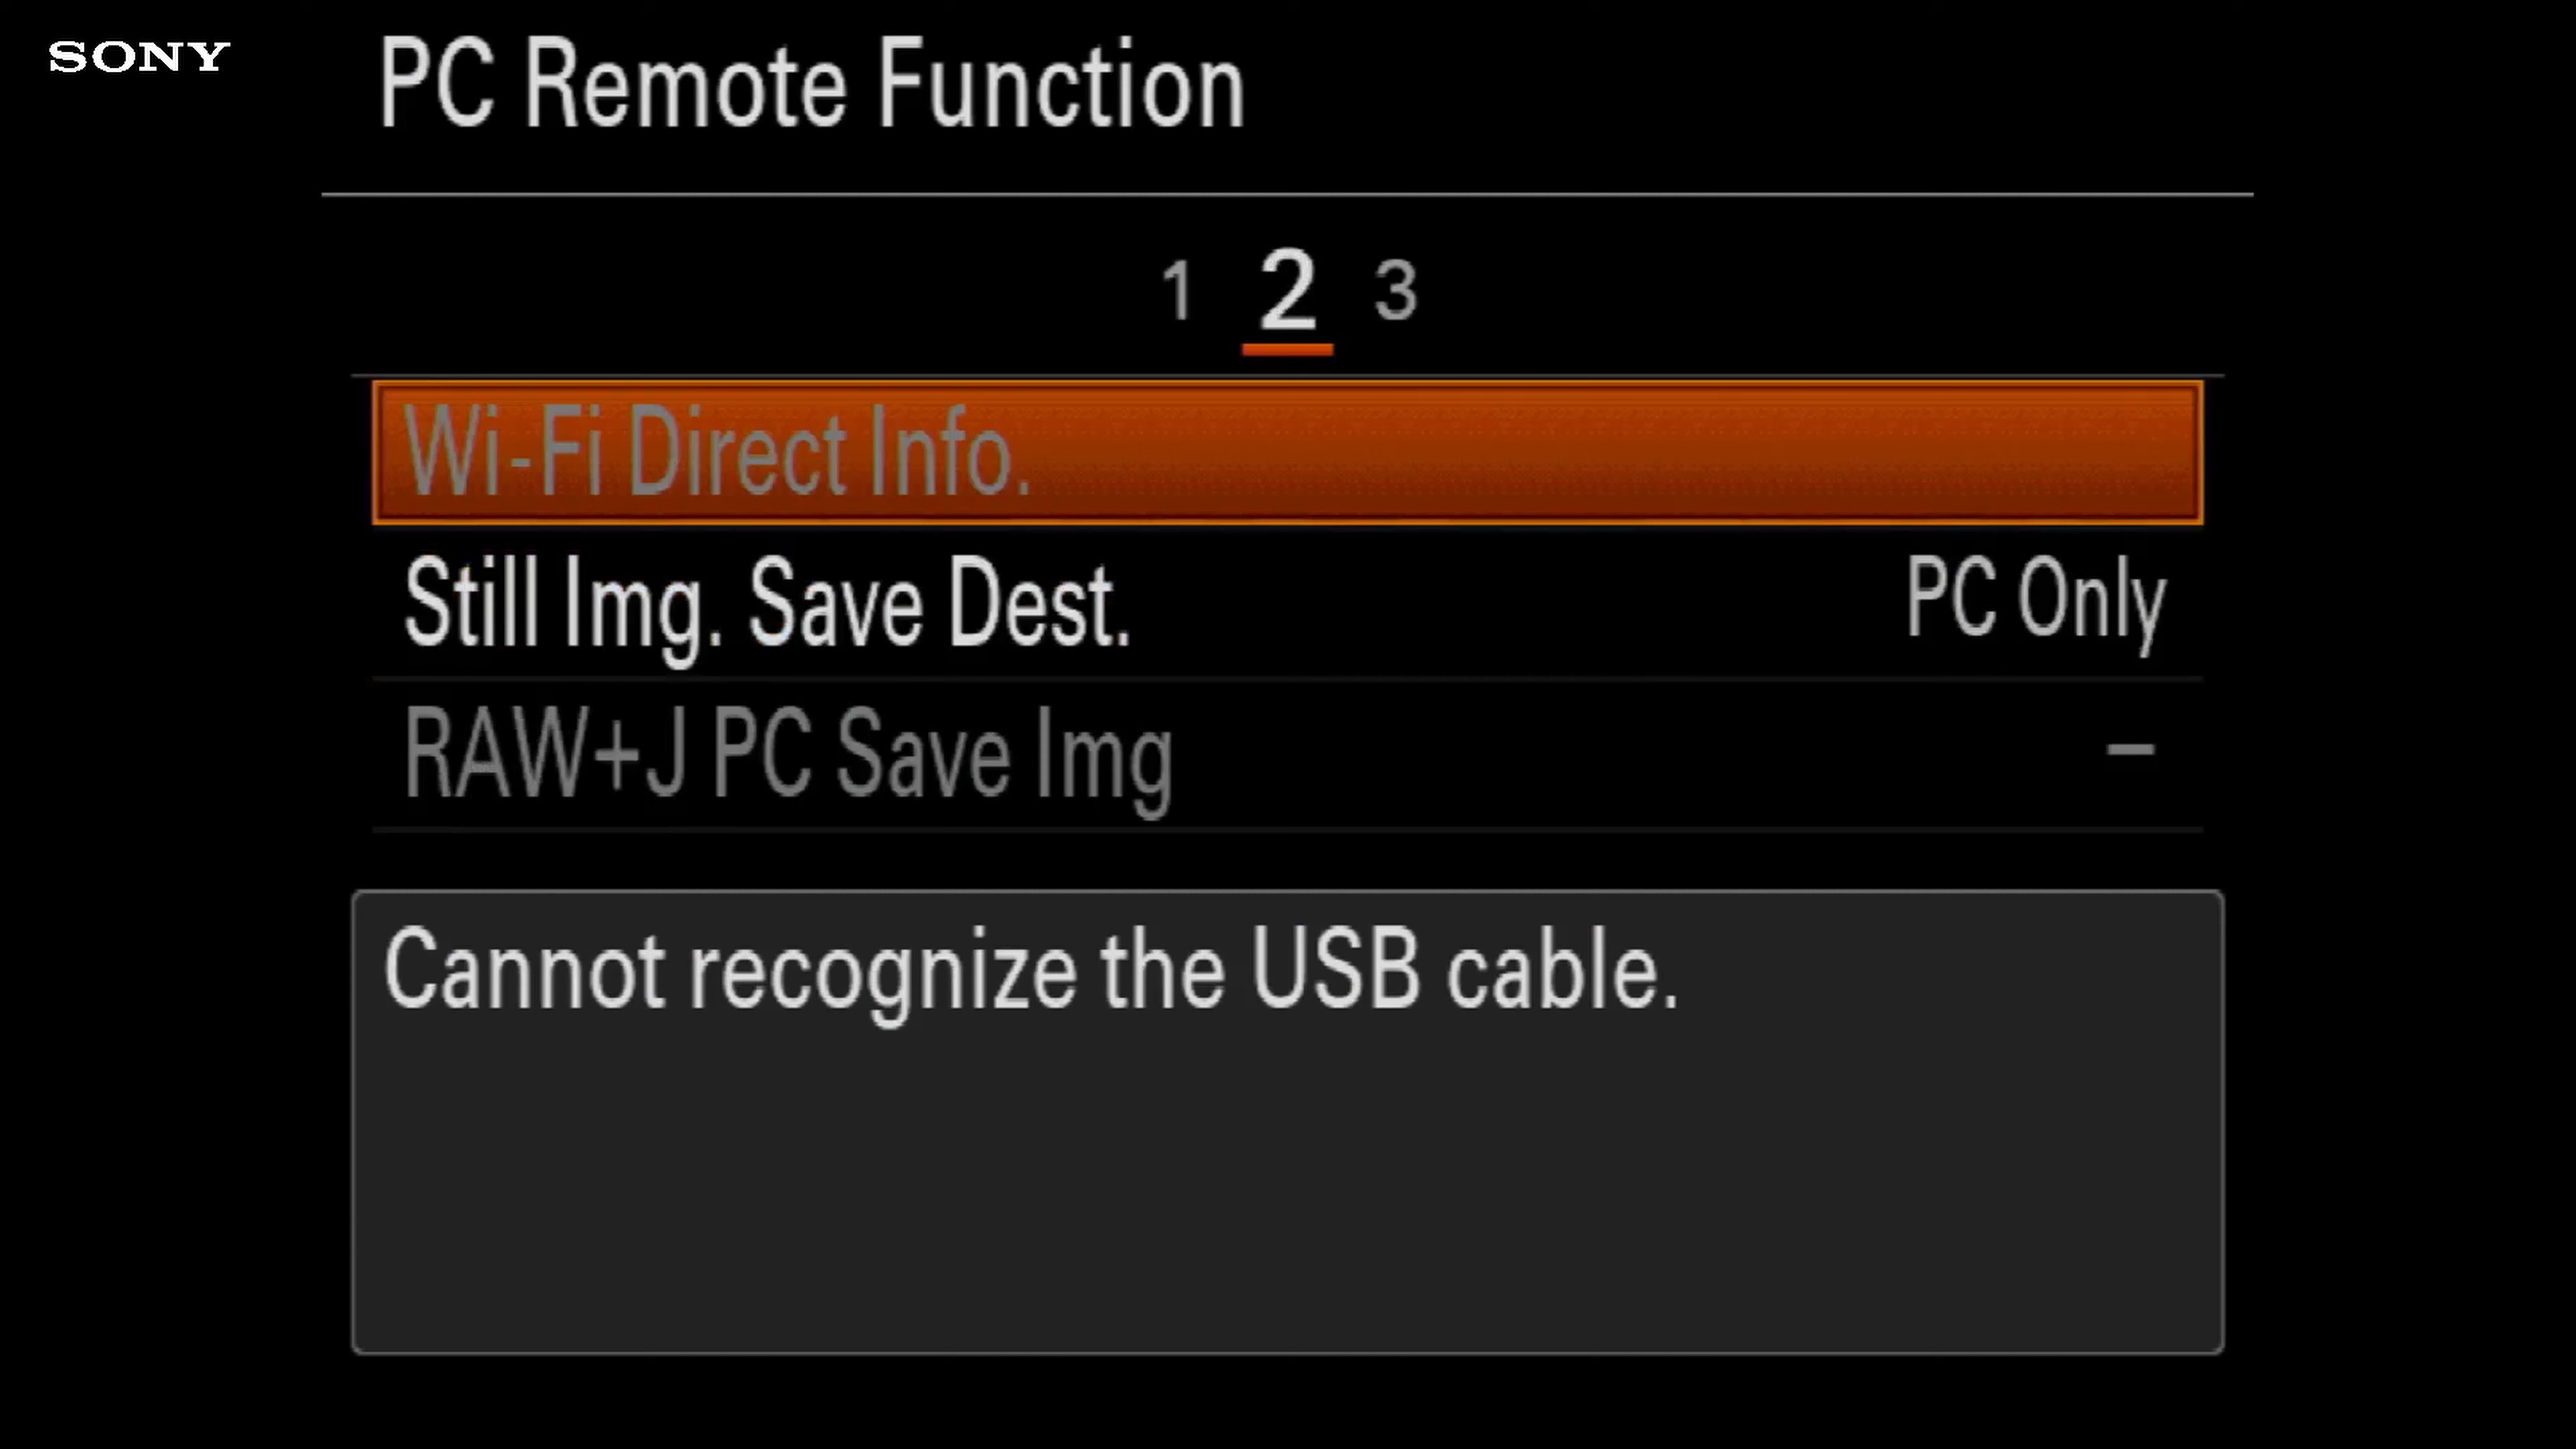 SONY
PC Remote Function
1 2 3
Wi-Fi Direct Info.
Still Img. Save Dest. PC Only
RAW+J PC Save Img –
Cannot recognize the USB cable.